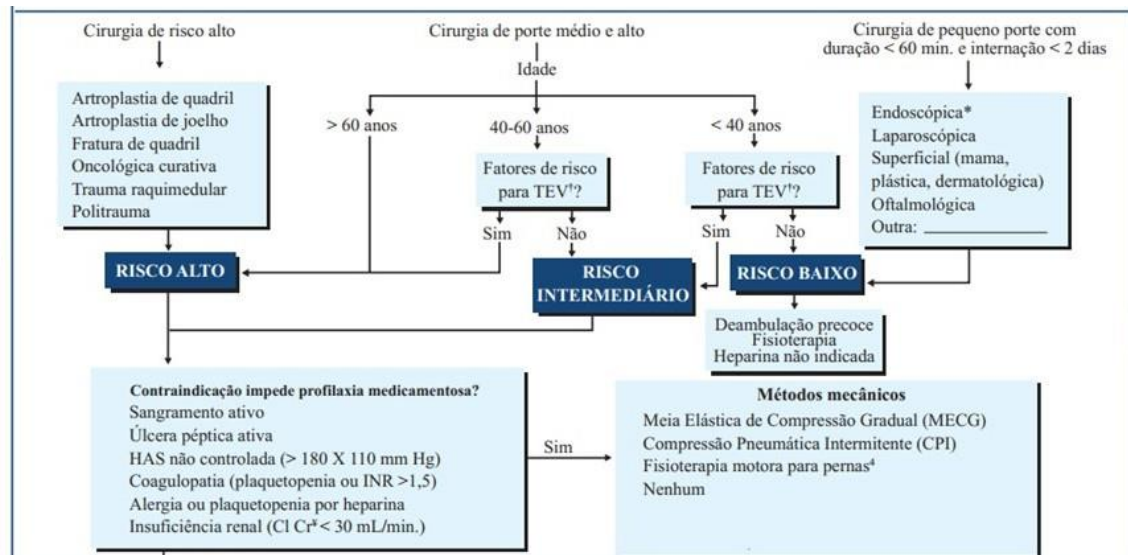 Cirurgia de risco alto
Artroplastia de quadril
Artroplastia de joelho
Fratura de quadril
Oncológica curativa
Trauma raquimedular
Politrauma
RISCO ALTO
Cirurgia de porte médio e alto
Idade
> 60 anos
40-60 anos
< 40 anos
Fatores de risco
para TEV†?
Sim
Não
Fatores de risco
para TEV†?
Sim
Não
RISCO
INTERMEDIÁRIO
Cirurgia de pequeno porte com
duração < 60 min. e internação < 2 dias
Endoscópica*
Laparoscópica
Superficial (mama,
plástica, dermatológica)
Oftalmológica
Outra: ________________
RISCO BAIXO
Deambulação precoce
Fisioterapia
Heparina não indicada
Contraindicação impede profilaxia medicamentosa?
Sangramento ativo
Úlcera péptica ativa
HAS não controlada (> 180 X 110 mm Hg)
Coagulopatia (plaquetopenia ou INR >1,5)
Alergia ou plaquetopenia por heparina
Insuficiência renal (Cl Cr¥ < 30 mL/min.)
Sim
Métodos mecânicos
Meia Elástica de Compressão Gradual (MECG)
Compressão Pneumática Intermitente (CPI)
Fisioterapia motora para pernas⁴
Nenhum